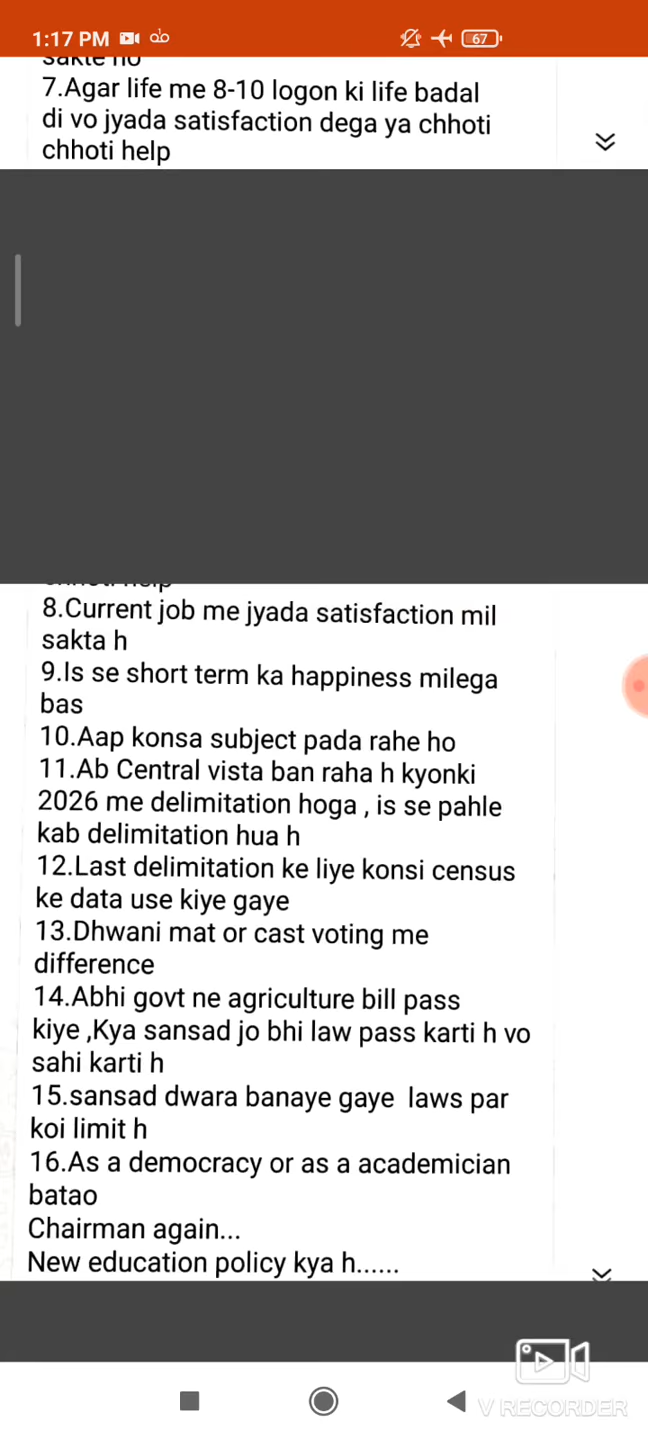 1:17 PM
67
sakte ho
7.Agar life me 8-10 logon ki life badal
di vo jyada satisfaction dega ya chhoti
chhoti help
chhoti help
8.Current job me jyada satisfaction mil
sakta h
9.Is se short term ka happiness milega
bas
10.Aap konsa subject pada rahe ho
11.Ab Central vista ban raha h kyonki
2026 me delimitation hoga , is se pahle
kab delimitation hua h
12.Last delimitation ke liye konsi census
ke data use kiye gaye
13.Dhwani mat or cast voting me
difference
14.Abhi govt ne agriculture bill pass
kiye ,Kya sansad jo bhi law pass karti h vo
sahi karti h
15.sansad dwara banaye gaye laws par
koi limit h
16.As a democracy or as a academician
batao
Chairman again...
New education policy kya h......
V RECORDER